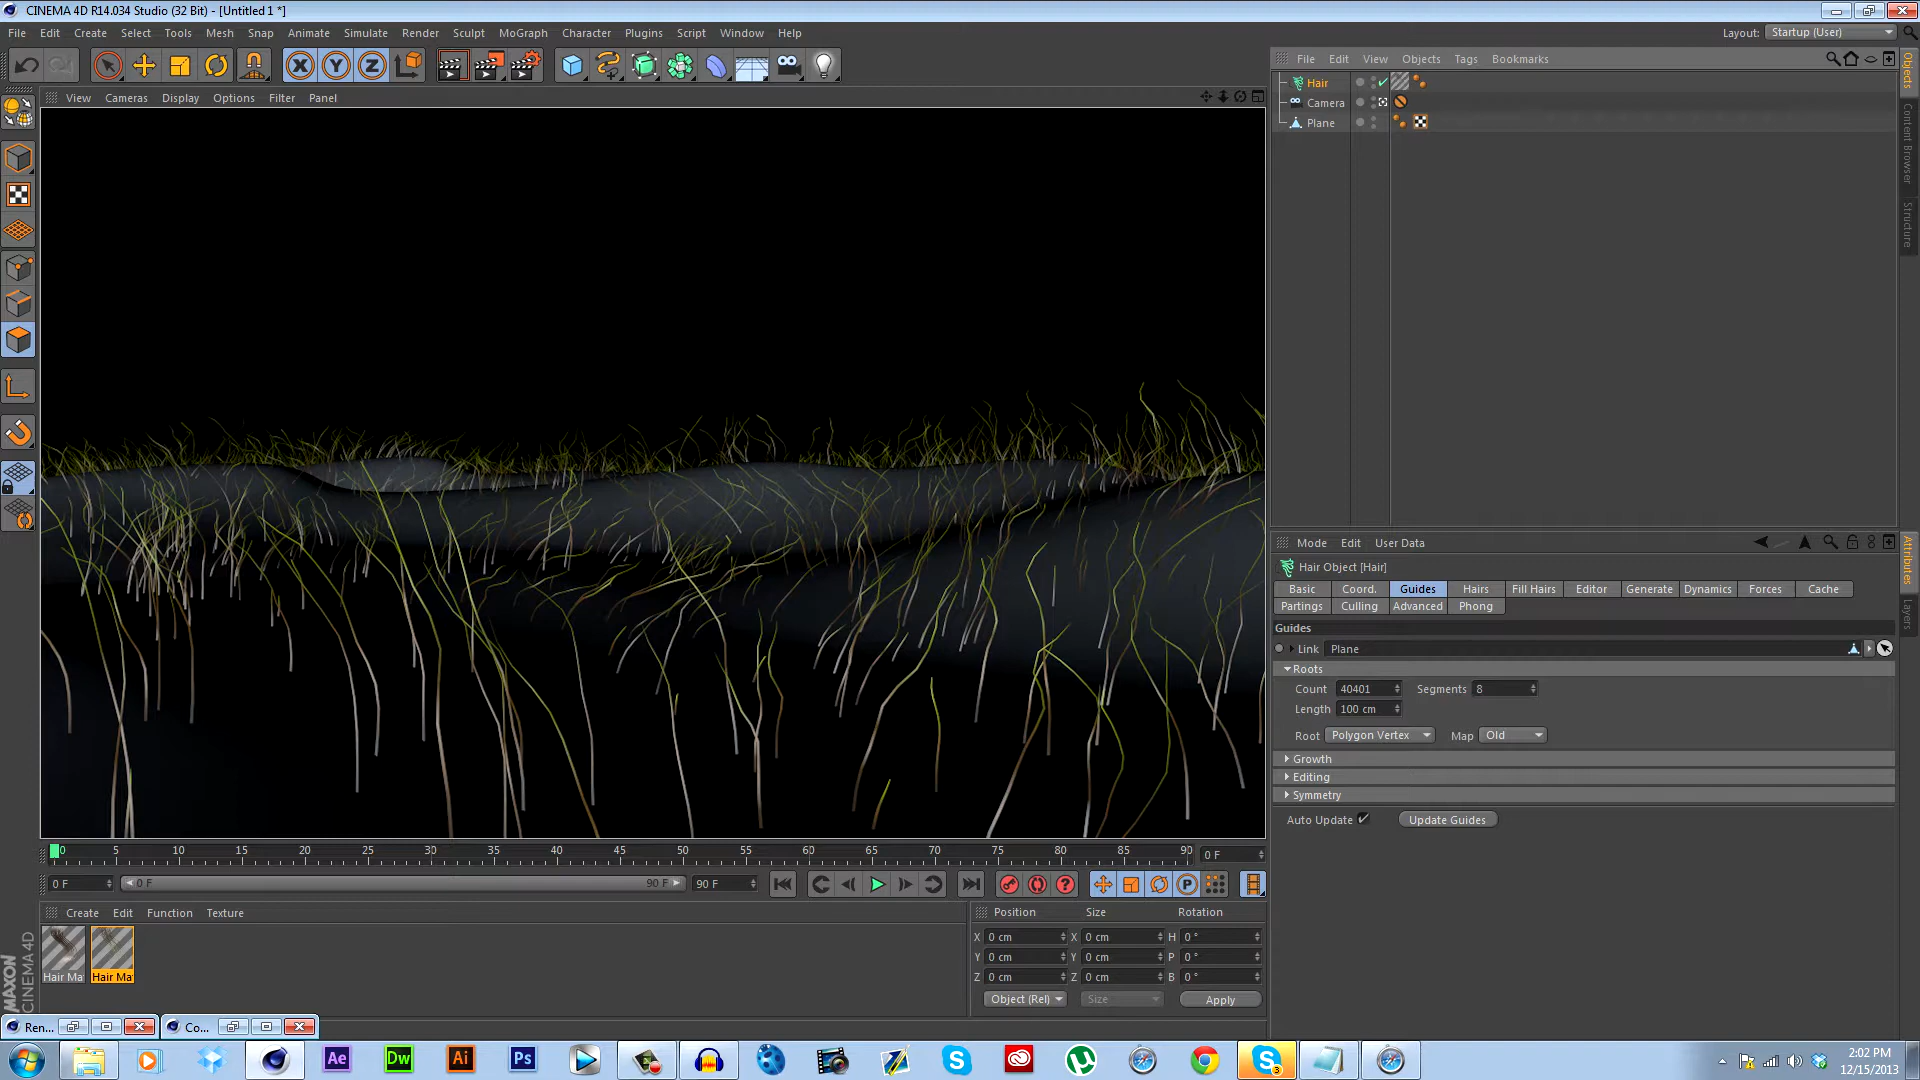 CINEMA 4D R14.034 Studio (32 Bit) - [Untitled 1 *]
File Edit Create Select Tools Mesh Snap Animate Simulate Render Sculpt MoGraph Character Plugins Script Window Help
Layout: Startup (User)
X Y Z
View Cameras Display Options Filter Panel
File Edit View Objects Tags Bookmarks
Hair
Camera
Plane
Objects
Content Browser
Structure
Mode Edit User Data
Hair Object [Hair]
Basic Coord. Guides Hairs Fill Hairs Editor Generate Dynamics Forces Cache
Partings Culling Advanced Phong
Guides
Link Plane
Roots
Count 40401 Segments 8
Length 100 cm
Root Polygon Vertex Map Old
Growth
Editing
Symmetry
Auto Update Update Guides
Attributes
Layers
0 5 10 15 20 25 30 35 40 45 50 55 60 65 70 75 80 85 90 0 F
0 F 0 F 90 F 90 F
P
Create Edit Function Texture
Hair Ma Hair Ma
Position Size Rotation
X 0 cm X 0 cm H 0 °
Y 0 cm Y 0 cm P 0 °
Z 0 cm Z 0 cm B 0 °
Object (Rel) Size Apply
MAXON
CINEMA 4D
Ren... Co...
Ae Dw Ai Ps S S 3
2:02 PM
12/15/2013